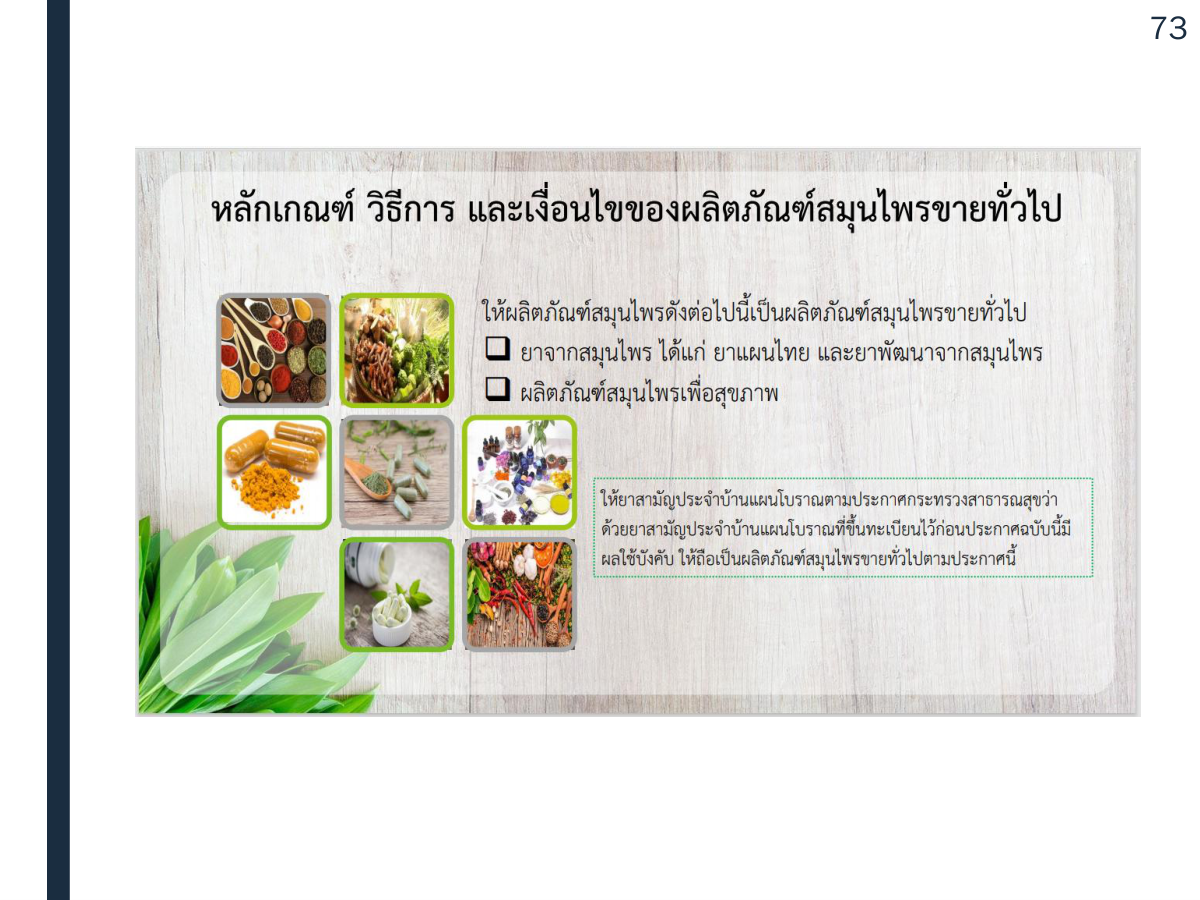 73
หลักเกณฑ์ วิธีการ และเงื่อนไขของผลิตภัณฑ์สมุนไพรขายทั่วไป
ให้ผลิตภัณฑ์สมุนไพรดังต่อไปนี้เป็นผลิตภัณฑ์สมุนไพรขายทั่วไป
❑ ยาจากสมุนไพร ได้แก่ ยาแผนไทย และยาพัฒนาจากสมุนไพร
❑ ผลิตภัณฑ์สมุนไพรเพื่อสุขภาพ
ให้ยาสามัญประจำบ้านแผนโบราณตามประกาศกระทรวงสาธารณสุขว่า
ด้วยยาสามัญประจำบ้านแผนโบราณที่ขึ้นทะเบียนไว้ก่อนประกาศฉบับนี้มี
ผลใช้บังคับ ให้ถือเป็นผลิตภัณฑ์สมุนไพรขายทั่วไปตามประกาศนี้